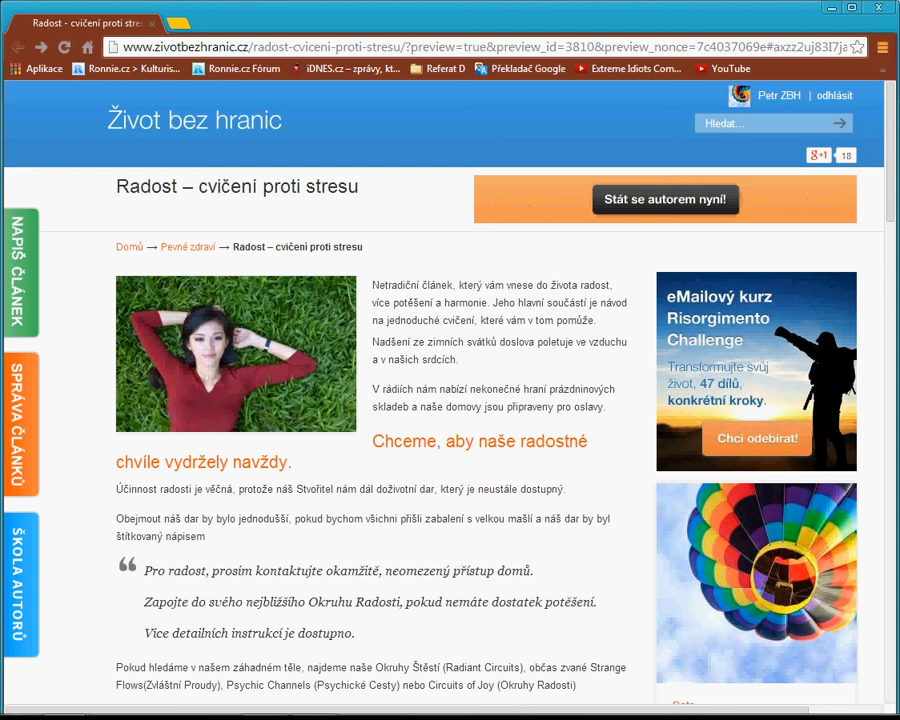 Radost - cvičení proti stre
www.zivotbezhranic.cz/radost-cviceni-proti-stresu/?preview=true&preview_id=3810&preview_nonce=7c4037069e#axzz2uj83I7ja
Aplikace Ronnie.cz > Kulturis... Ronnie.cz Fórum iDNES.cz – zprávy, kt... Referat D Překladač Google Extreme Idiots Com... YouTube »
Petr ZBH | odhlásit
Život bez hranic
Hledat...
g+1 18
Radost – cvičení proti stresu
Stát se autorem nyní!
Domů → Pevné zdraví → Radost – cvičení proti stresu
NAPIŠ ČLÁNEK
SPRÁVA ČLÁNKŮ
ŠKOLA AUTORŮ
Netradiční článek, který vám vnese do života radost,
více potěšení a harmonie. Jeho hlavní součástí je návod
na jednoduché cvičení, které vám v tom pomůže.
Nadšení ze zimních svátků doslova poletuje ve vzduchu
a v našich srdcích.
V rádiích nám nabízí nekonečné hraní prázdninových
skladeb a naše domovy jsou připraveny pro oslavy.
Chceme, aby naše radostné
chvíle vydržely navždy.
Účinnost radosti je věčná, protože náš Stvořitel nám dál doživotní dar, který je neustále dostupný.
Obejmout náš dar by bylo jednodušší, pokud bychom všichni přišli zabalení s velkou mašlí a náš dar by byl
štítkovaný nápisem
“ Pro radost, prosím kontaktujte okamžitě, neomezený přístup domů.
Zapojte do svého nejbližšího Okruhu Radosti, pokud nemáte dostatek potěšení.
Více detailních instrukcí je dostupno.
Pokud hledáme v našem záhadném těle, najdeme naše Okruhy Štěstí (Radiant Circuits), občas zvané Strange
Flows(Zvláštní Proudy), Psychic Channels (Psychické Cesty) nebo Circuits of Joy (Okruhy Radosti)
eMailový kurz
Risorgimento
Challenge
Transformujte svůj
život, 47 dílů,
konkrétní kroky.
Chci odebírat!